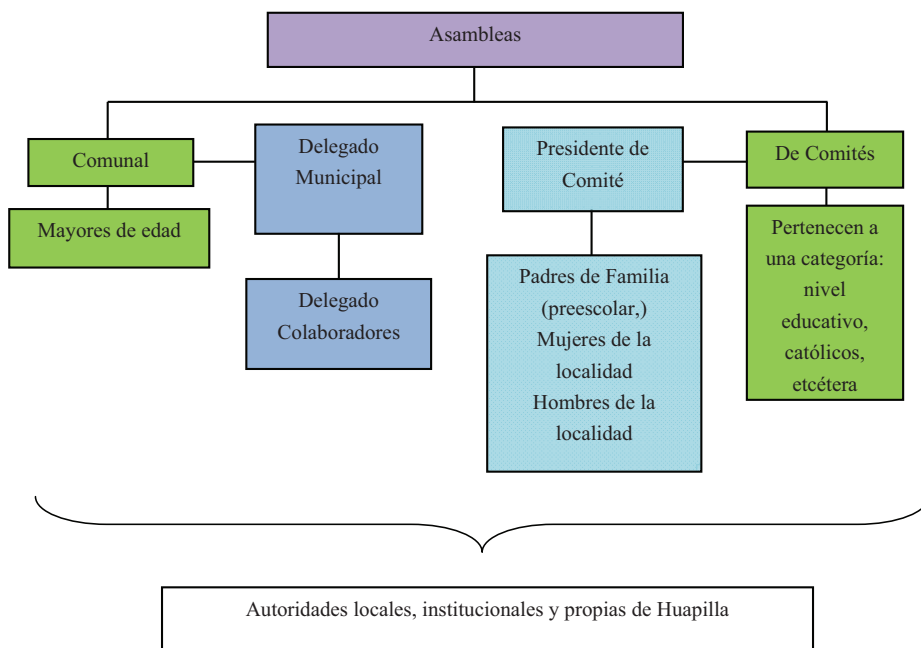 Asambleas
Comunal
Mayores de edad
Delegado
Municipal
Delegado
Colaboradores
Presidente de
Comité
Padres de Familia
(preescolar,)
Mujeres de la
localidad
Hombres de la
localidad
De Comités
Pertenecen a
una categoría:
nivel
educativo,
católicos,
etcétera
Autoridades locales, institucionales y propias de Huapilla